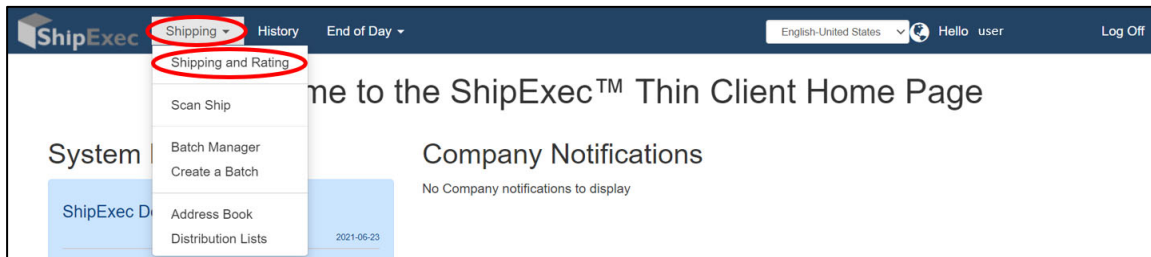 ShipExec Shipping History End of Day English-United States Hello user Log Off
Shipping and Rating
me to the ShipExec™ Thin Client Home Page
Scan Ship
System
Batch Manager
Company Notifications
Create a Batch
No Company notifications to display
ShipExec D
Address Book
Distribution Lists
2021-06-23